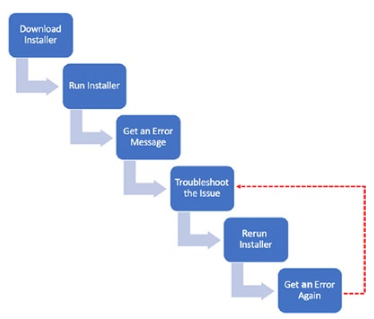 Download
Installer
Run Installer
Get an Error
Message
Troubleshoot
the Issue
Rerun
Installer
Get an Error
Again